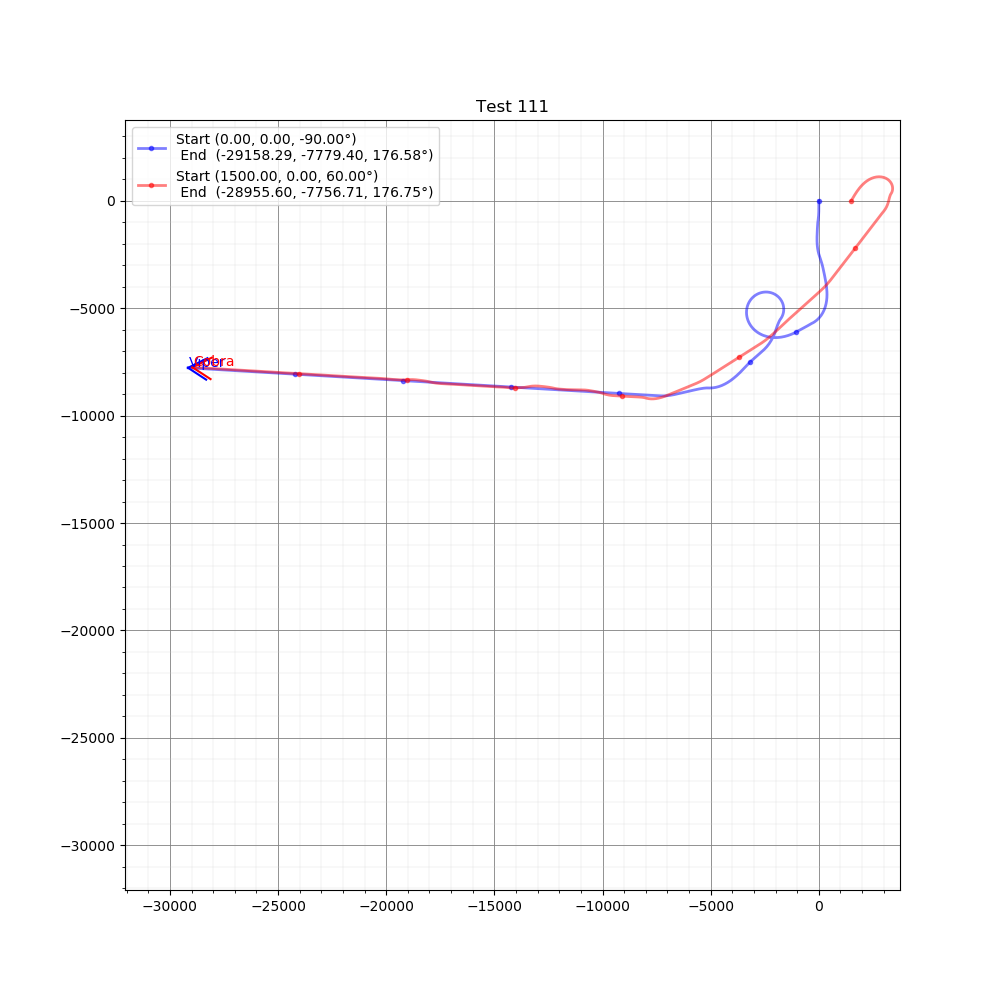 Test 111
Start (0.00, 0.00, -90.00°)
End (-29158.29, -7779.40, 176.58°)
Start (1500.00, 0.00, 60.00°)
End (-28955.60, -7756.71, 176.75°)
0
−5000
−10000
−15000
−20000
−25000
−30000
−30000 −25000 −20000 −15000 −10000 −5000 0